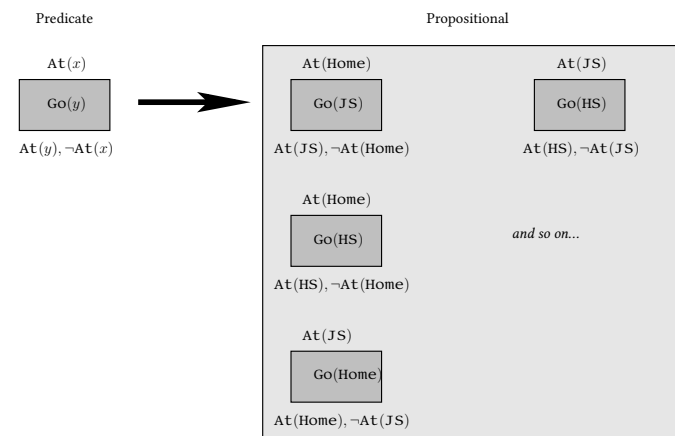 Predicate
Propositional
At(x)
Go(y)
At(y), ¬At(x)
At(Home)
Go(JS)
At(JS), ¬At(Home)
At(JS)
Go(HS)
At(HS), ¬At(JS)
At(Home)
Go(HS)
At(HS), ¬At(Home)
and so on...
At(JS)
Go(Home)
At(Home), ¬At(JS)